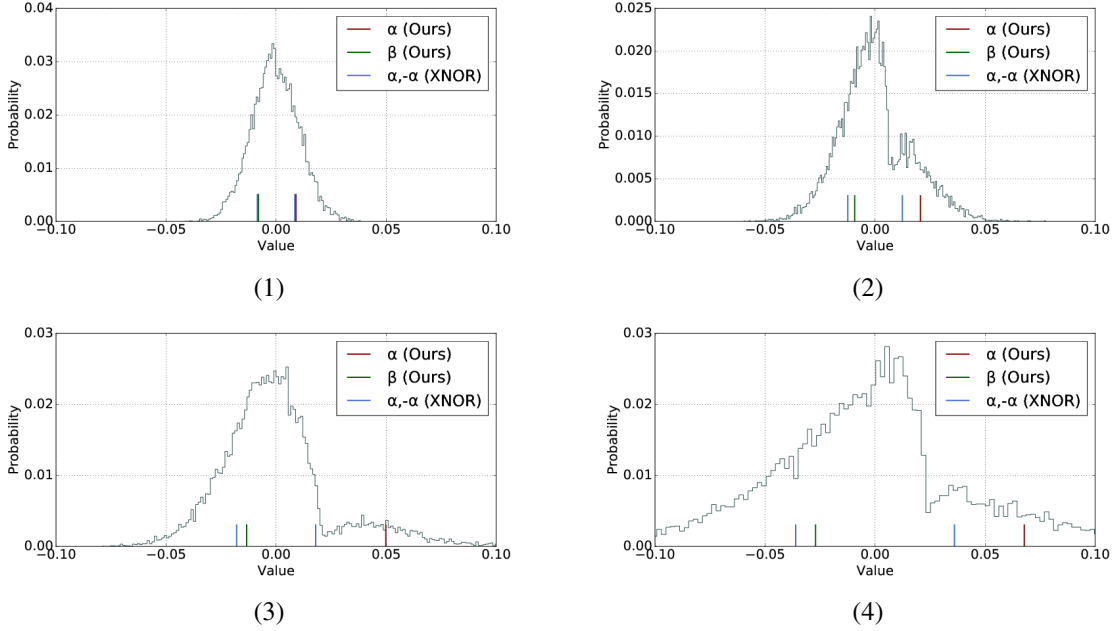 0.04
0.03
0.02
0.01
0.00
−0.10
−0.05
0.00
0.05
0.10
Probability
Value
α (Ours)
β (Ours)
α,-α (XNOR)
(1)
0.025
0.020
0.015
0.010
0.005
0.000
−0.10
−0.05
0.00
0.05
0.10
Probability
Value
α (Ours)
β (Ours)
α,-α (XNOR)
(2)
0.03
0.02
0.01
0.00
−0.10
−0.05
0.00
0.05
0.10
Probability
Value
α (Ours)
β (Ours)
α,-α (XNOR)
(3)
0.03
0.02
0.01
0.00
−0.10
−0.05
0.00
0.05
0.10
Probability
Value
α (Ours)
β (Ours)
α,-α (XNOR)
(4)